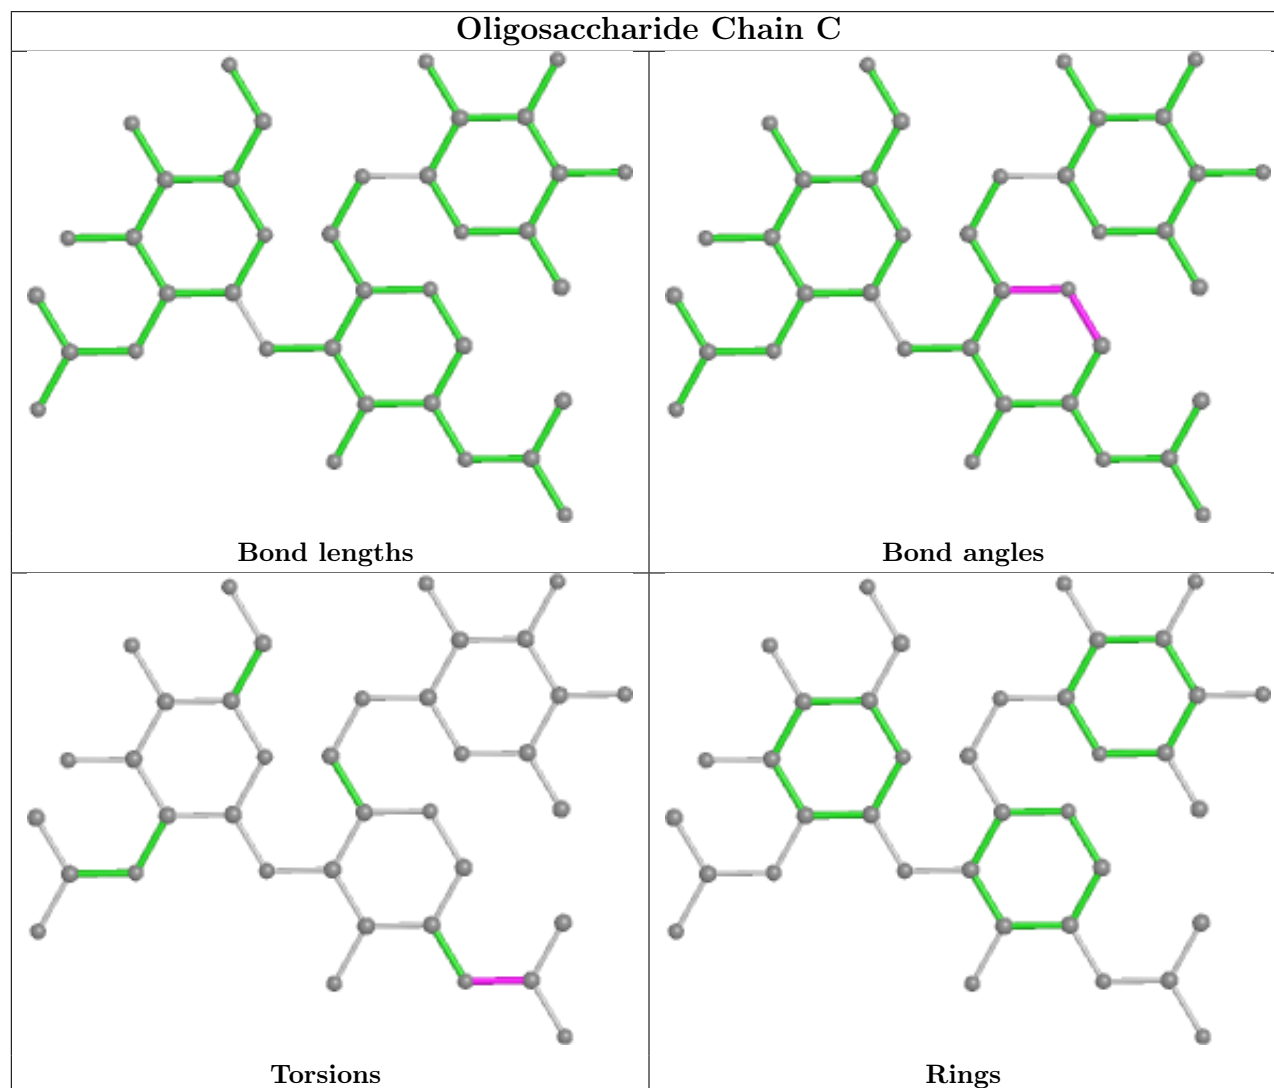 Oligosaccharide Chain C
Bond lengths
Bond angles
Torsions
Rings